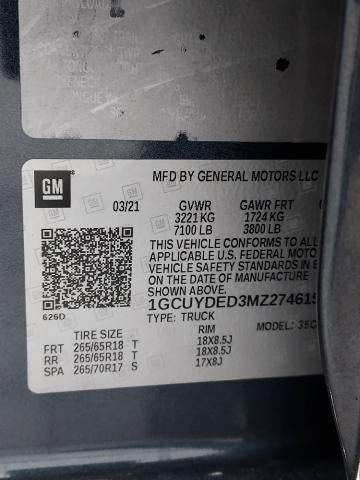 GM
MFD BY GENERAL MOTORS LLC
03/21 GVWR GAWR FRT
3221 KG 1724 KG
7100 LB 3800 LB
THIS VEHICLE CONFORMS TO ALL
APPLICABLE U.S. FEDERAL MOTO
VEHICLE SAFETY STANDARDS IN
ON THE DATE OF MANUFACTURE
SHOWN ABOVE.
1GCUYDED3MZ274615
626D
TYPE: TRUCK MODEL:
TIRE SIZE RIM
FRT 265/65R18 T 18X8.5J
RR 265/65R18 T 18X8.5J
SPA 265/70R17 S 17X8J